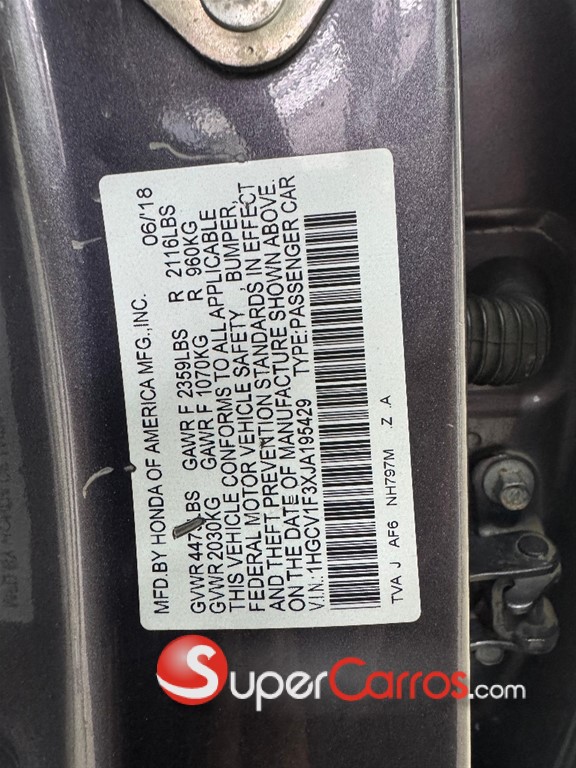 MFD.BY HONDA OF AMERICA MFG.,INC. 06/'18
GAWR F 2359LBS R 2116LBS
GVWR 2030KG GAWR F 1070KG R 960KG
THIS VEHICLE CONFORMS TO ALL APPLICABLE
FEDERAL MOTOR VEHICLE SAFETY , BUMPER,
AND THEFT PREVENTION STANDARDS IN EFFECT
ON THE DATE OF MANUFACTURE SHOWN ABOVE.
V.I.N.:1HGCV1F3XJA195429 TYPE:PASSENGER CAR
TVA J AF6 NH797M .Z .A
SuperCarros.com